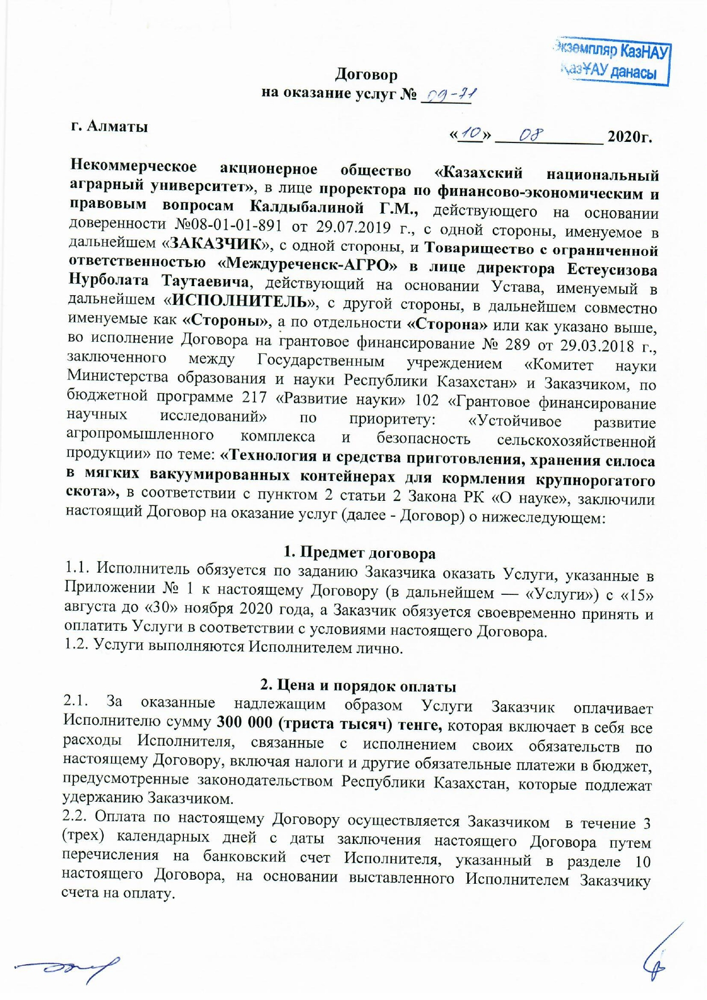 Экземпляр КазНАУ
ҚазҰАУ данасы
Договор
на оказание услуг № 09-71
г. Алматы
«10» 08 2020г.
Некоммерческое акционерное общество «Казахский национальный
аграрный университет», в лице проректора по финансово-экономическим и
правовым вопросам Калдыбалиной Г.М., действующего на основании
доверенности №08-01-01-891 от 29.07.2019 г., с одной стороны, именуемое в
дальнейшем «ЗАКАЗЧИК», с одной стороны, и Товарищество с ограниченной
ответственностью «Междуреченск-АГРО» в лице директора Естеусизова
Нурболата Таутаевича, действующий на основании Устава, именуемый в
дальнейшем «ИСПОЛНИТЕЛЬ», с другой стороны, в дальнейшем совместно
именуемые как «Стороны», а по отдельности «Сторона» или как указано выше,
во исполнение Договора на грантовое финансирование № 289 от 29.03.2018 г.,
заключенного между Государственным учреждением «Комитет науки
Министерства образования и науки Республики Казахстан» и Заказчиком, по
бюджетной программе 217 «Развитие науки» 102 «Грантовое финансирование
научных исследований» по приоритету: «Устойчивое развитие
агропромышленного комплекса и безопасность сельскохозяйственной
продукции» по теме: «Технология и средства приготовления, хранения силоса
в мягких вакуумированных контейнерах для кормления крупнорогатого
скота», в соответствии с пунктом 2 статьи 2 Закона РК «О науке», заключили
настоящий Договор на оказание услуг (далее - Договор) о нижеследующем:
1. Предмет договора
1.1. Исполнитель обязуется по заданию Заказчика оказать Услуги, указанные в
Приложении № 1 к настоящему Договору (в дальнейшем — «Услуги») с «15»
августа до «30» ноября 2020 года, а Заказчик обязуется своевременно принять и
оплатить Услуги в соответствии с условиями настоящего Договора.
1.2. Услуги выполняются Исполнителем лично.
2. Цена и порядок оплаты
2.1. За оказанные надлежащим образом Услуги Заказчик оплачивает
Исполнителю сумму 300 000 (триста тысяч) тенге, которая включает в себя все
расходы Исполнителя, связанные с исполнением своих обязательств по
настоящему Договору, включая налоги и другие обязательные платежи в бюджет,
предусмотренные законодательством Республики Казахстан, которые подлежат
удержанию Заказчиком.
2.2. Оплата по настоящему Договору осуществляется Заказчиком в течение 3
(трех) календарных дней с даты заключения настоящего Договора путем
перечисления на банковский счет Исполнителя, указанный в разделе 10
настоящего Договора, на основании выставленного Исполнителем Заказчику
счета на оплату.